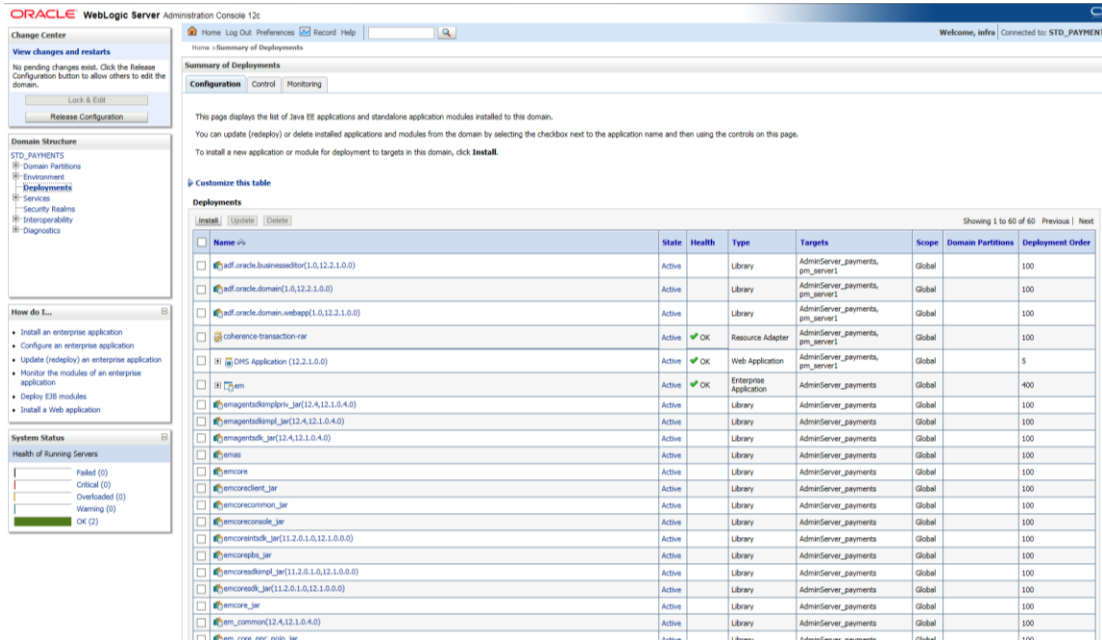 ORACLE WebLogic Server Administration Console 12c
Change Center
View changes and restarts
No pending changes exist. Click the Release
Configuration button to allow others to edit the
domain.
Lock & Edit
Release Configuration
Domain Structure
STD_PAYMENTS
Domain Partitions
Environment
Deployments
Services
Security Realms
Interoperability
Diagnostics
How do I...
Install an enterprise application
Configure an enterprise application
Update (redeploy) an enterprise application
Monitor the modules of an enterprise
application
Deploy EJB modules
Install a Web application
System Status
Health of Running Servers
Failed (0)
Critical (0)
Overloaded (0)
Warning (0)
OK (2)
Home Log Out Preferences Record Help
Welcome, infra Connected to: STD_PAYMENT
Home >Summary of Deployments
Summary of Deployments
Configuration Control Monitoring
This page displays the list of Java EE applications and standalone application modules installed to this domain.
You can update (redeploy) or delete installed applications and modules from the domain by selecting the checkbox next to the application name and then using the controls on this page.
To install a new application or module for deployment to targets in this domain, click Install.
Customize this table
Deployments
Install Update Delete Showing 1 to 60 of 60 Previous | Next
Name State Health Type Targets Scope Domain Partitions Deployment Order
adf.oracle.businesseditor(1.0,12.2.1.0.0) Active Library AdminServer_payments, pm_server1 Global 100
adf.oracle.domain(1.0,12.2.1.0.0) Active Library AdminServer_payments, pm_server1 Global 100
adf.oracle.domain.webapp(1.0,12.2.1.0.0) Active Library AdminServer_payments, pm_server1 Global 100
coherence-transaction-rar Active OK Resource Adapter AdminServer_payments, pm_server1 Global 100
DMS Application (12.2.1.0.0) Active OK Web Application AdminServer_payments, pm_server1 Global 5
em Active OK Enterprise Application AdminServer_payments Global 400
emagentsdkimplpriv_jar(12.4,12.1.0.4.0) Active Library AdminServer_payments Global 100
emagentsdkimpl_jar(12.4,12.1.0.4.0) Active Library AdminServer_payments Global 100
emagentsdk_jar(12.4,12.1.0.4.0) Active Library AdminServer_payments Global 100
emas Active Library AdminServer_payments Global 100
emcore Active Library AdminServer_payments Global 100
emcoreclient_jar Active Library AdminServer_payments Global 100
emcorecommon_jar Active Library AdminServer_payments Global 100
emcoreconsole_jar Active Library AdminServer_payments Global 100
emcoreintsdk_jar(11.2.0.1.0,12.1.0.0.0) Active Library AdminServer_payments Global 100
emcorepbs_jar Active Library AdminServer_payments Global 100
emcoresdkimpl_jar(11.2.0.1.0,12.1.0.0.0) Active Library AdminServer_payments Global 100
emcoresdk_jar(11.2.0.1.0,12.1.0.0.0) Active Library AdminServer_payments Global 100
emcore_jar Active Library AdminServer_payments Global 100
em_common(12.4,12.1.0.4.0) Active Library AdminServer_payments Global 100
Active Library AdminServer_payments Global 100